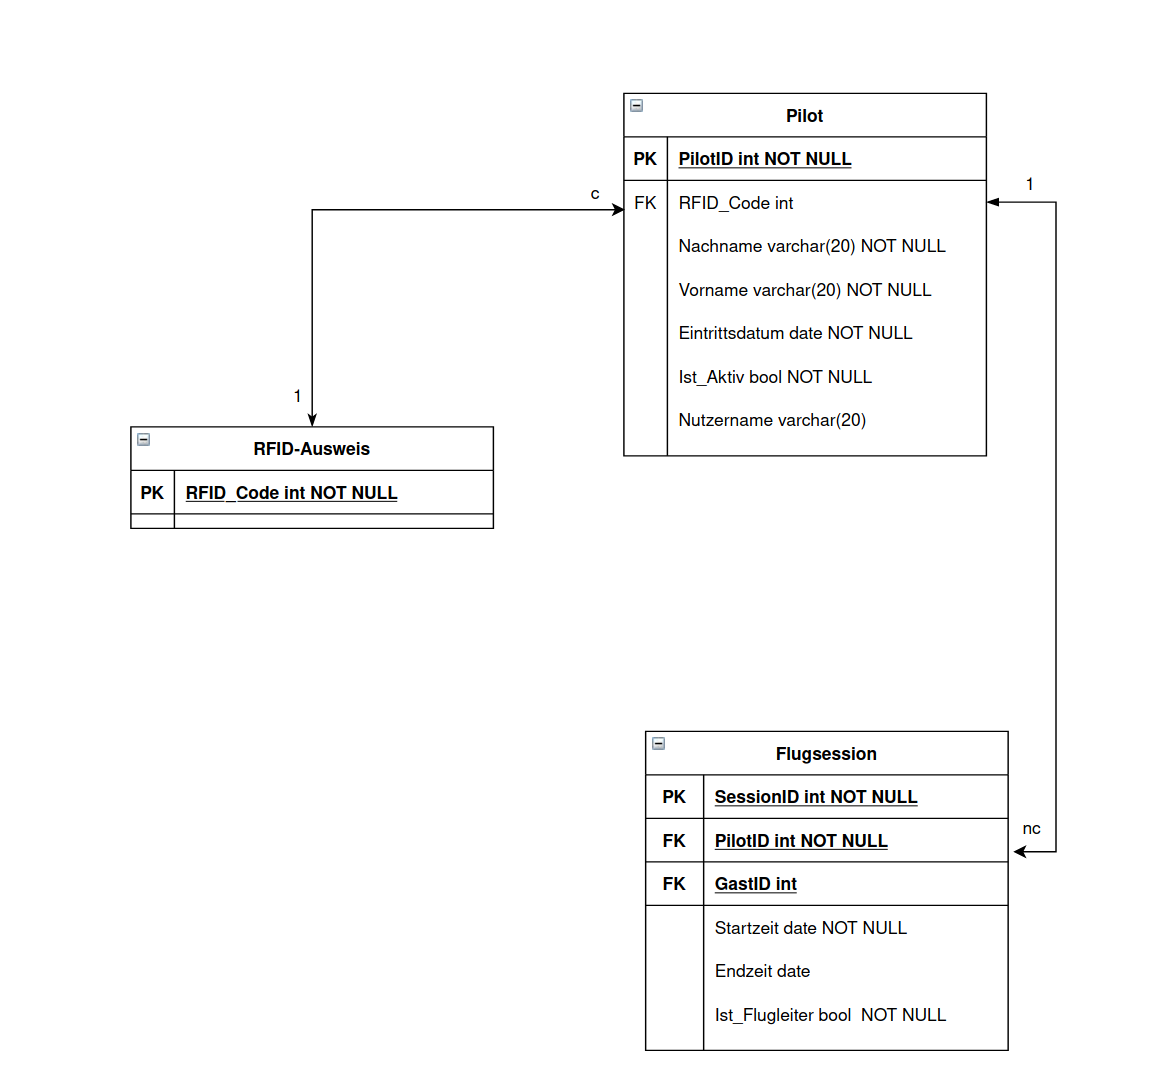 Pilot
PK PilotID int NOT NULL
1
c
FK RFID_Code int
Nachname varchar(20) NOT NULL
Vorname varchar(20) NOT NULL
Eintrittsdatum date NOT NULL
Ist_Aktiv bool NOT NULL
Nutzername varchar(20)
1
RFID-Ausweis
PK RFID_Code int NOT NULL
Flugsession
PK SessionID int NOT NULL
nc
FK PilotID int NOT NULL
FK GastID int
Startzeit date NOT NULL
Endzeit date
Ist_Flugleiter bool  NOT NULL